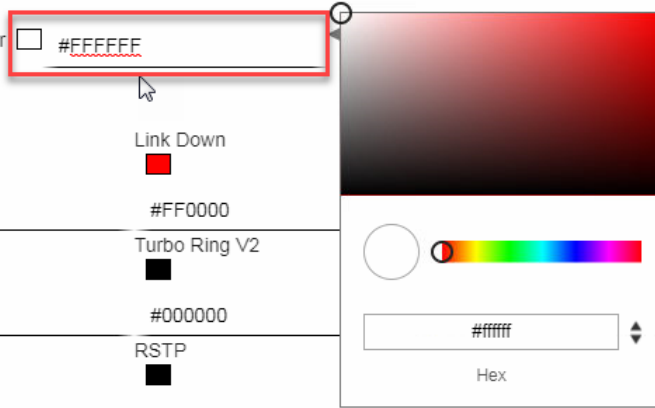 r
#FFFFFF
Link Down
#FF0000
Turbo Ring V2
#000000
RSTP
#ffffff
Hex